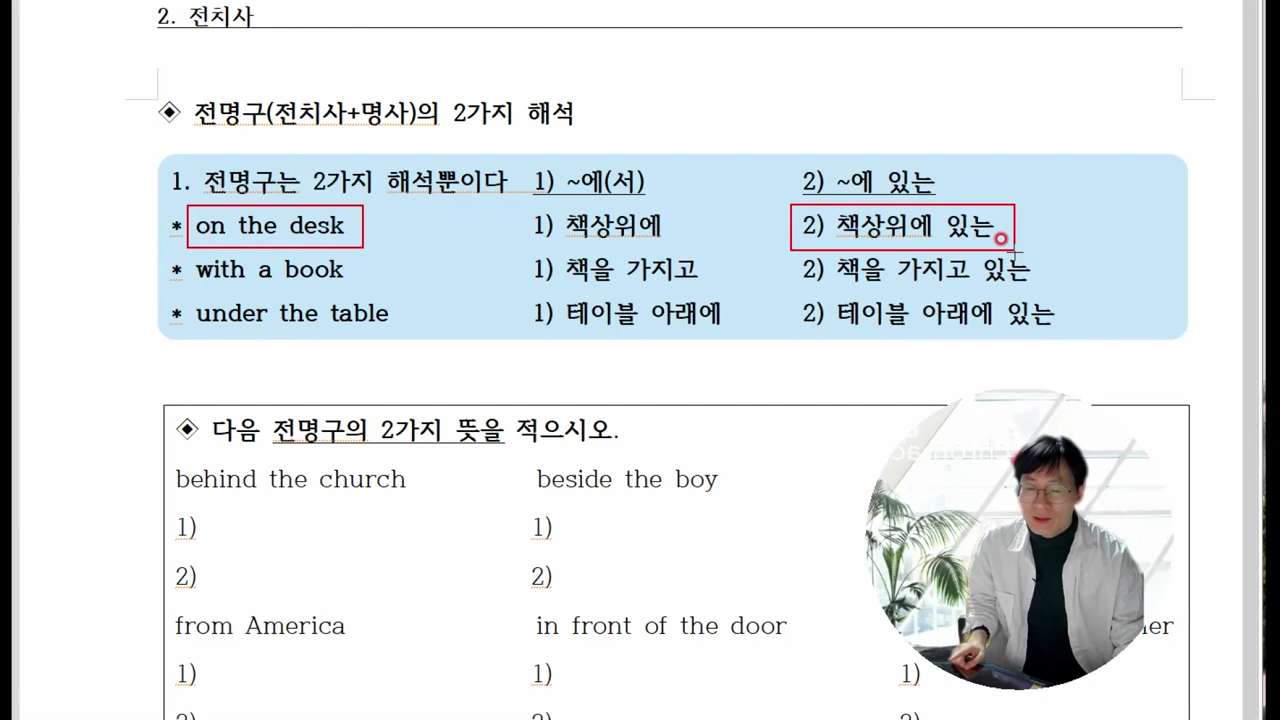 2. 전치사
◈ 전명구(전치사+명사)의 2가지 해석
1. 전명구는 2가지 해석뿐이다 1) ~에(서) 2) ~에 있는
* on the desk 1) 책상위에 2) 책상위에 있는
* with a book 1) 책을 가지고 2) 책을 가지고 있는
* under the table 1) 테이블 아래에 2) 테이블 아래에 있는
◈ 다음 전명구의 2가지 뜻을 적으시오.
behind the church beside the boy
1) 1)
2) 2)
from America in front of the door
1) 1) 1)
2) 2) 2)